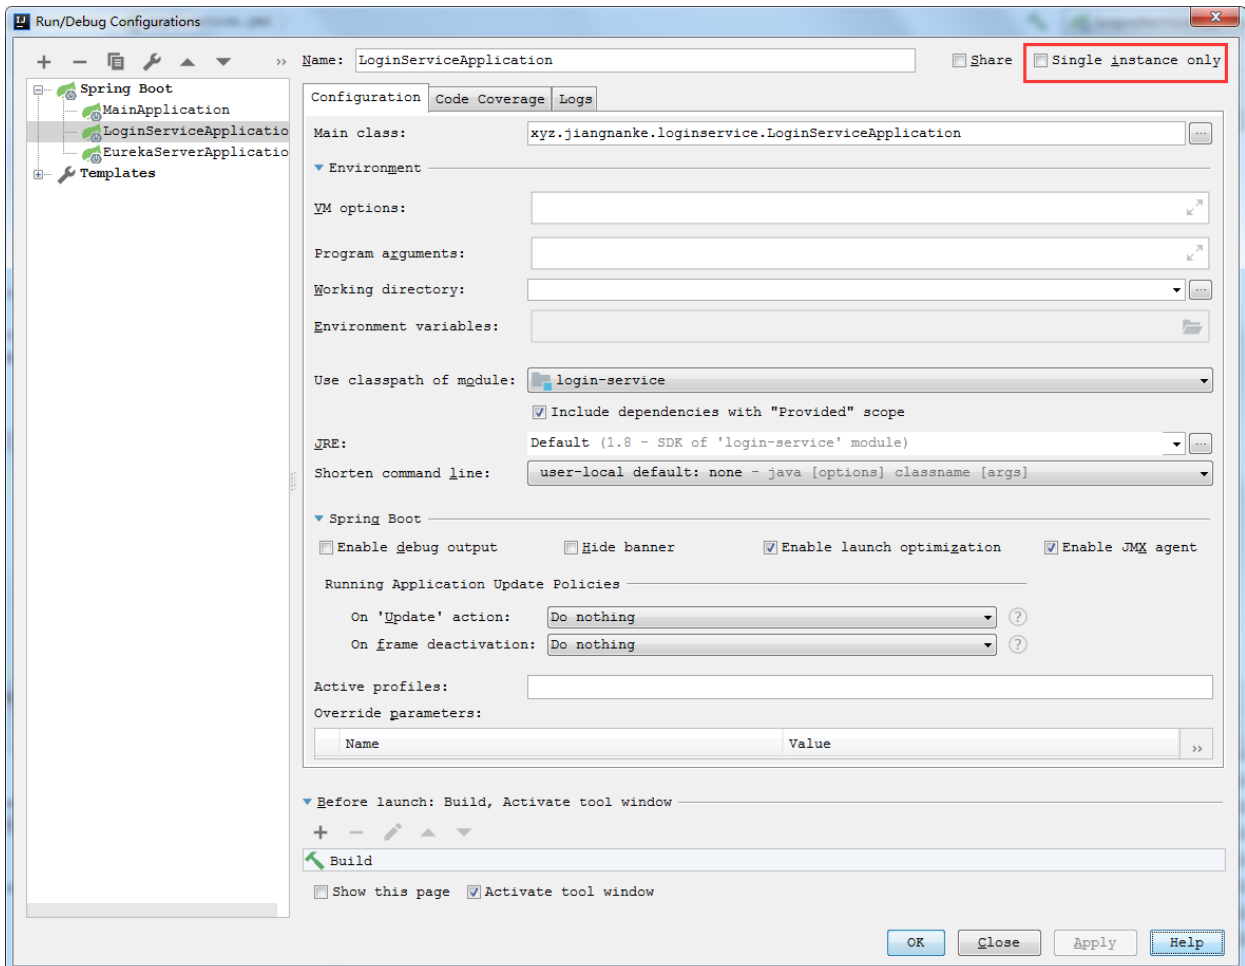 Run/Debug Configurations
Name: LoginServiceApplication
Share
Single instance only
Spring Boot
MainApplication
LoginServiceApplicatio
EurekaServerApplicatio
Templates
Configuration Code Coverage Logs
Main class: xyz.jiangnanke.loginservice.LoginServiceApplication
Environment
VM options:
Program arguments:
Working directory:
Environment variables:
Use classpath of module: login-service
Include dependencies with "Provided" scope
JRE: Default (1.8 - SDK of 'login-service' module)
Shorten command line: user-local default: none - java [options] classname [args]
Spring Boot
Enable debug output Hide banner Enable launch optimization Enable JMX agent
Running Application Update Policies
On 'Update' action: Do nothing
On frame deactivation: Do nothing
Active profiles:
Override parameters:
Name Value
Before launch: Build, Activate tool window
Build
Show this page Activate tool window
OK Close Apply Help